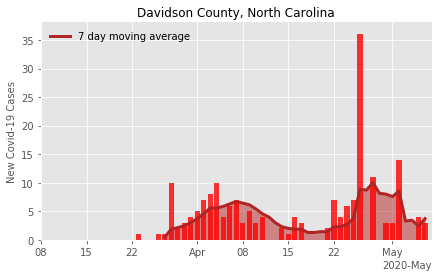 Davidson County, North Carolina
7 day moving average
New Covid-19 Cases
35
30
25
20
15
10
5
0
08 15 22 Apr 08 15 22 May
2020-May